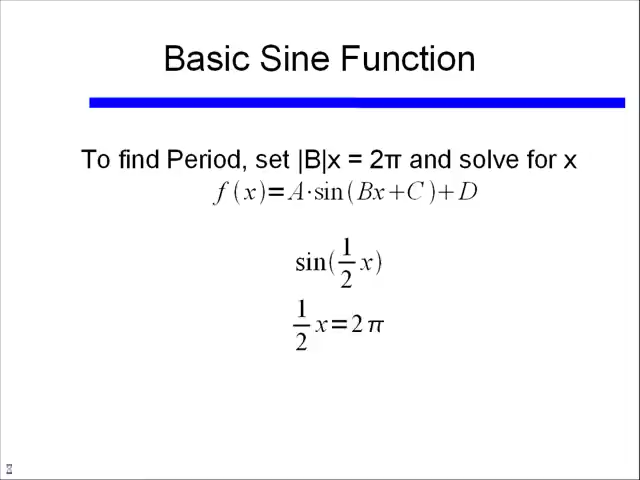 Basic Sine Function
To find Period, set |B|x = 2π and solve for x
f(x)=A·sin(Bx+C)+D
sin(1/2 x)
1/2 x=2π